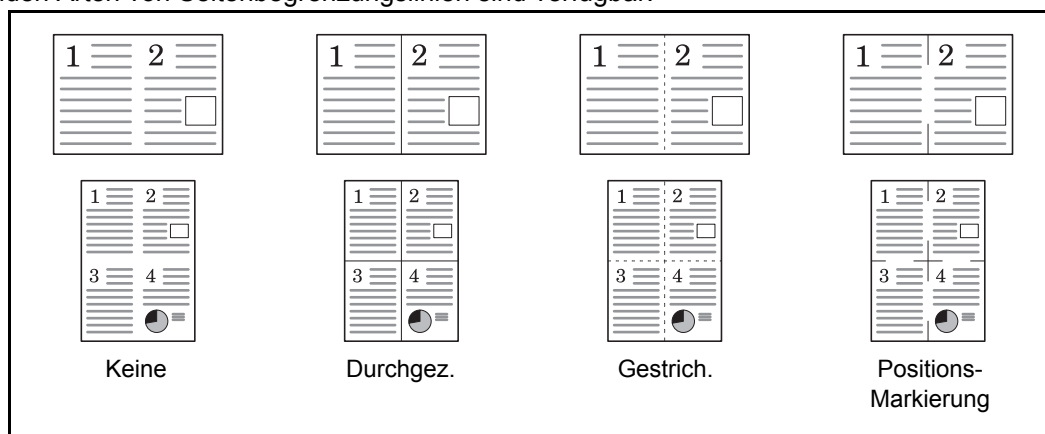 1 2 1 2 1 2 1 2
1 2 1 2 1 2 1 2
3 4 3 4 3 4 3 4
Keine Durchgez. Gestrich. Positions-
Markierung